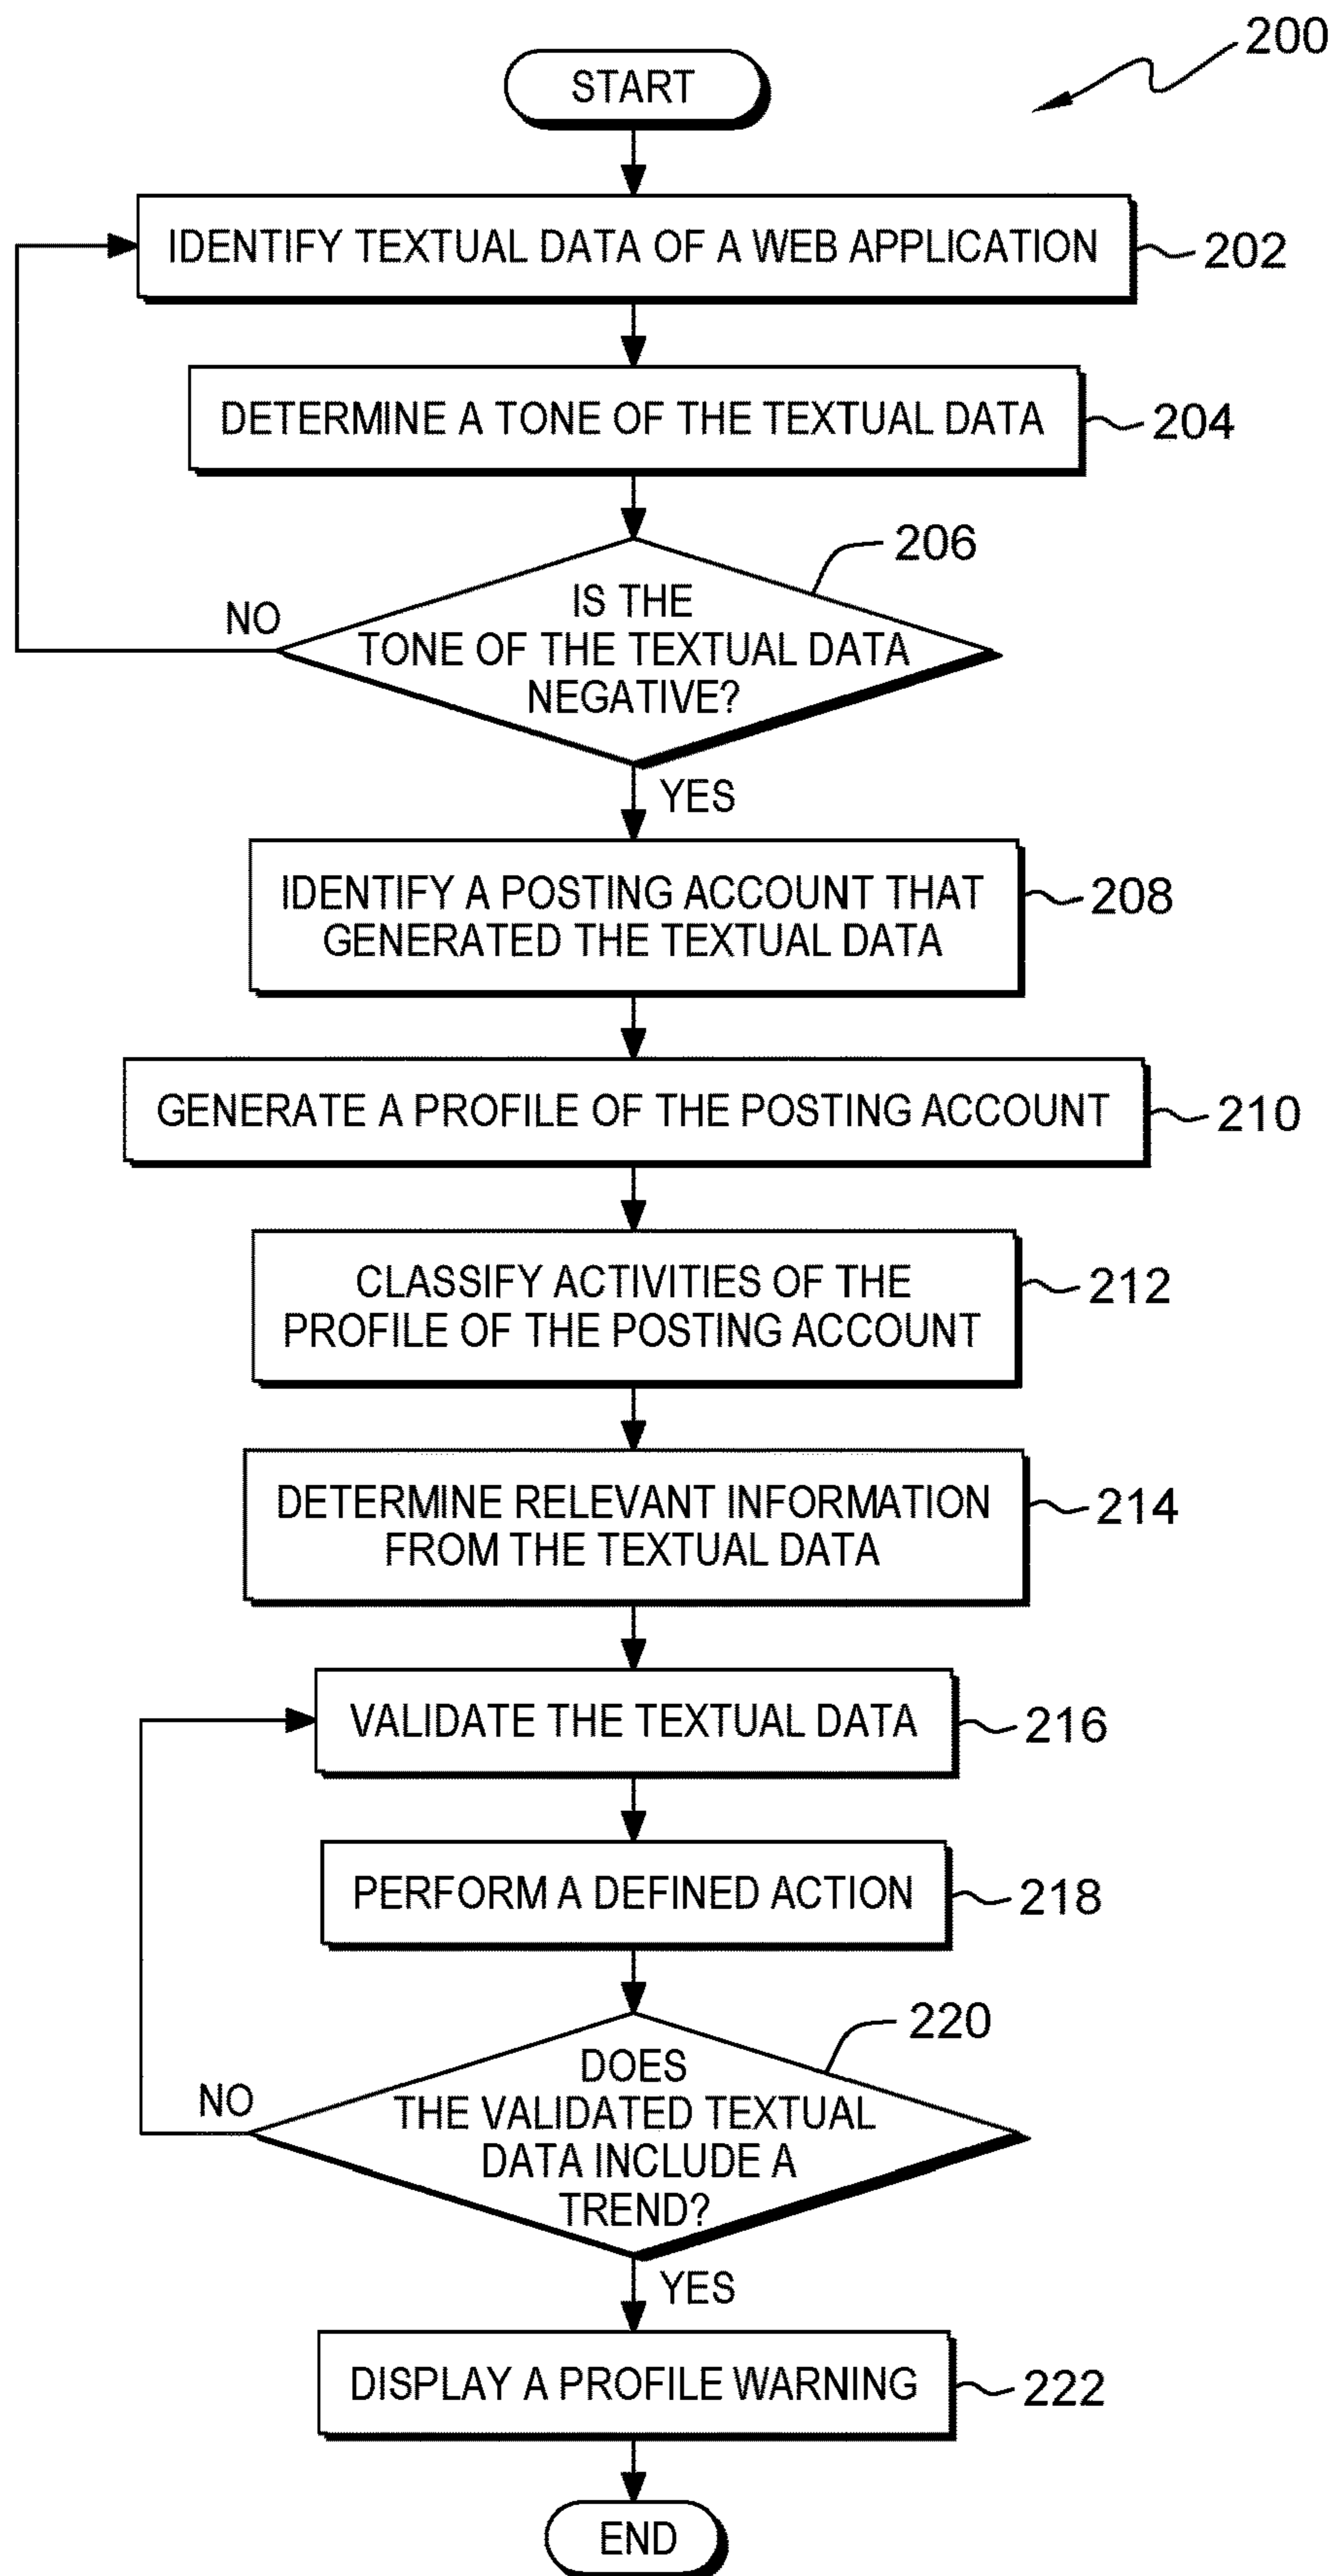 200
START
IDENTIFY TEXTUAL DATA OF A WEB APPLICATION
202
DETERMINE A TONE OF THE TEXTUAL DATA
204
206
IS THE
TONE OF THE TEXTUAL DATA
NEGATIVE?
NO
YES
IDENTIFY A POSTING ACCOUNT THAT
GENERATED THE TEXTUAL DATA
208
GENERATE A PROFILE OF THE POSTING ACCOUNT
210
CLASSIFY ACTIVITIES OF THE
PROFILE OF THE POSTING ACCOUNT
212
DETERMINE RELEVANT INFORMATION
FROM THE TEXTUAL DATA
214
VALIDATE THE TEXTUAL DATA
216
PERFORM A DEFINED ACTION
218
220
DOES
THE VALIDATED TEXTUAL
DATA INCLUDE A
TREND?
NO
YES
DISPLAY A PROFILE WARNING
222
END